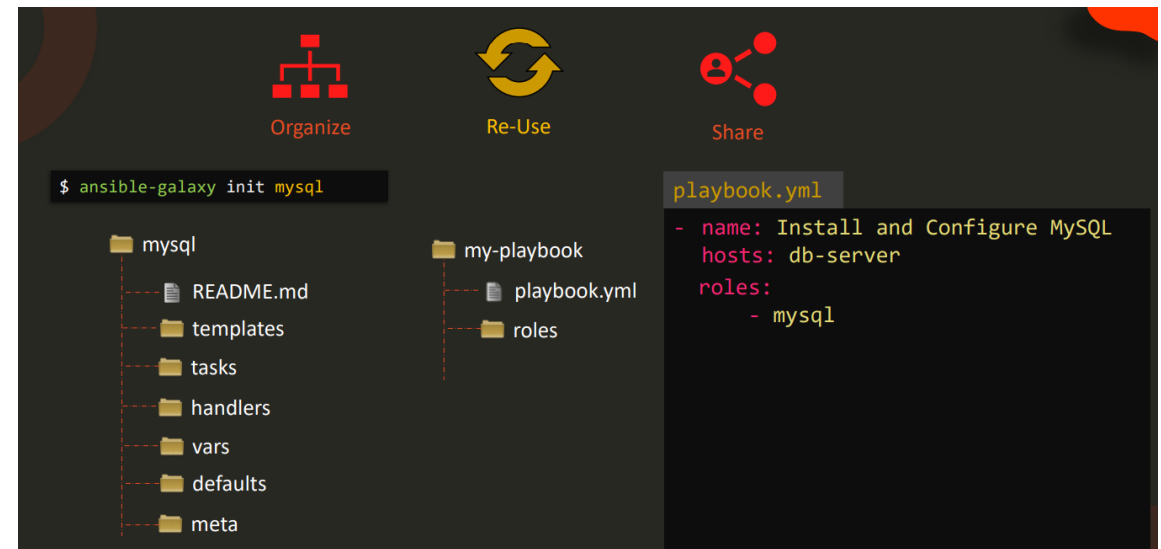 Organize
Re-Use
Share
$ ansible-galaxy init mysql
mysql
README.md
templates
tasks
handlers
vars
defaults
meta
my-playbook
playbook.yml
roles
playbook.yml
- name: Install and Configure MySQL
hosts: db-server
roles:
- mysql